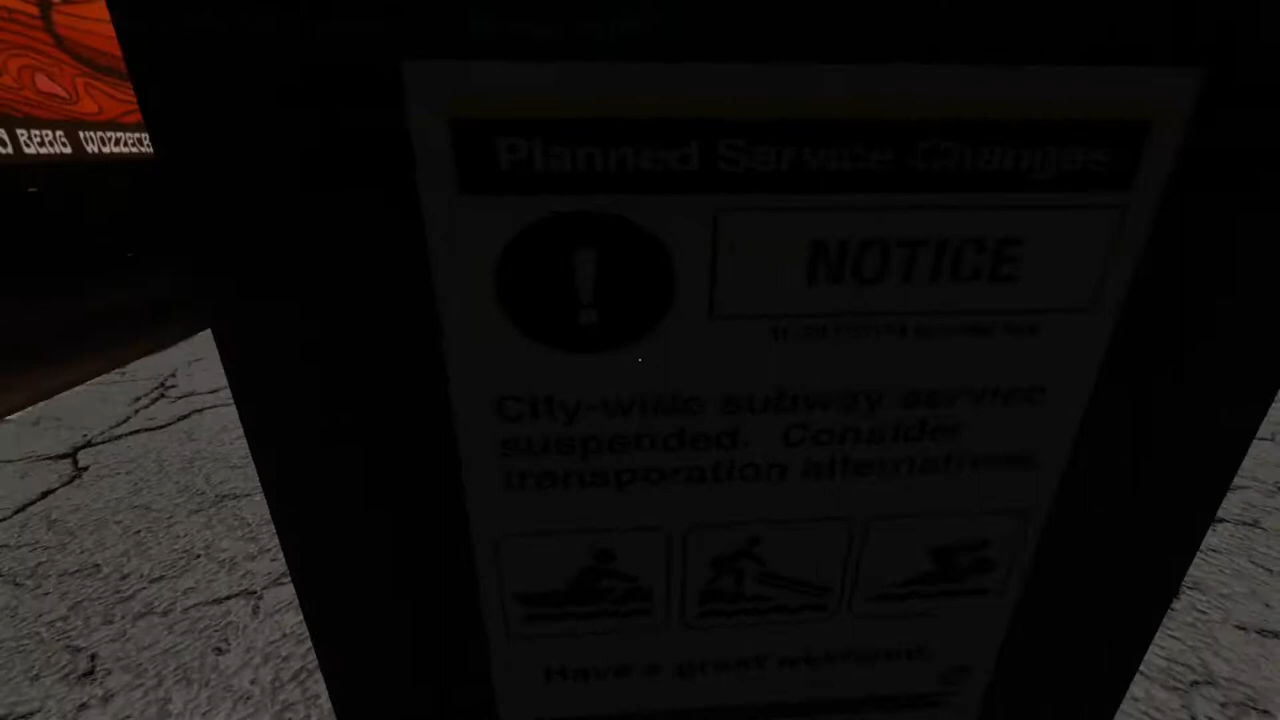 BERG WOZZECK
Planned Service Changes
!
NOTICE
City-wide subway service
suspended. Consider
transporation alternatives.
Have a great weekend.